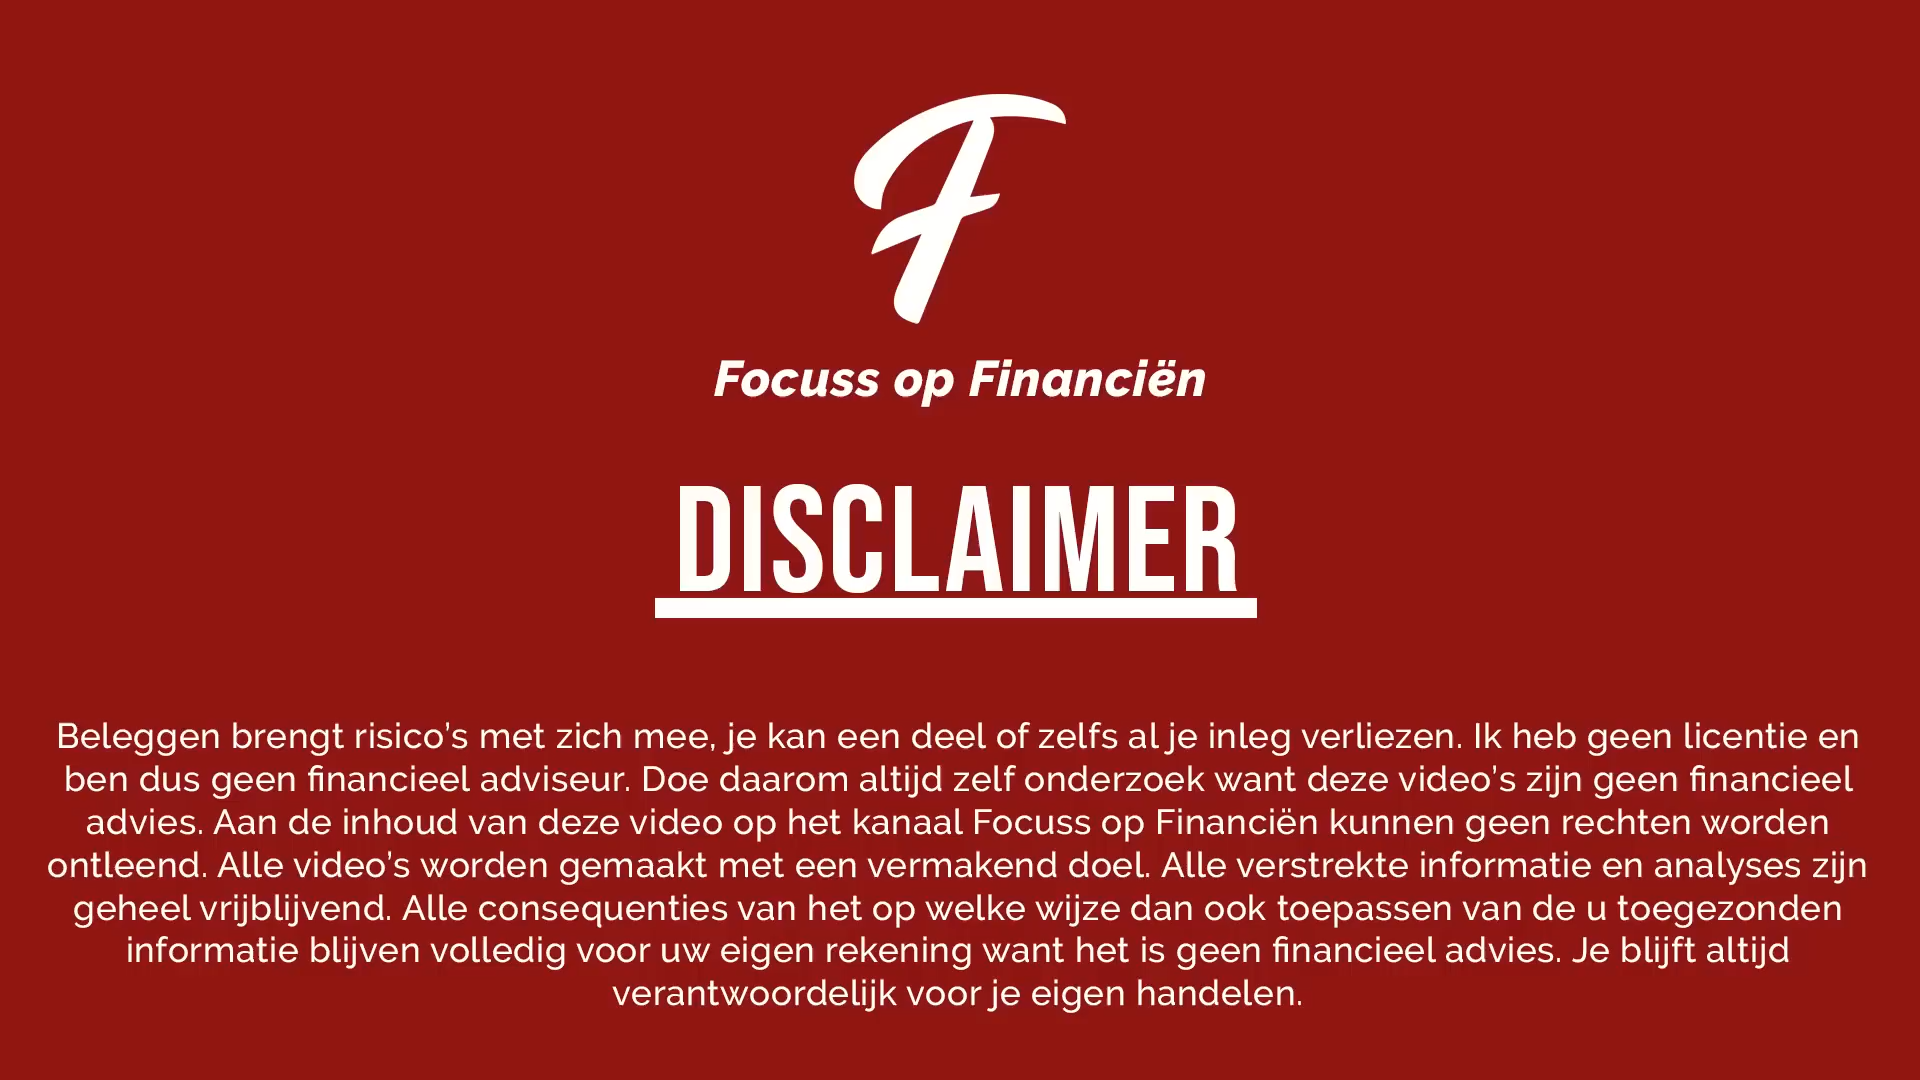 F
Focuss op Financiën
DISCLAIMER
Beleggen brengt risico’s met zich mee, je kan een deel of zelfs al je inleg verliezen. Ik heb geen licentie en
ben dus geen financieel adviseur. Doe daarom altijd zelf onderzoek want deze video’s zijn geen financieel
advies. Aan de inhoud van deze video op het kanaal Focuss op Financiën kunnen geen rechten worden
ontleend. Alle video’s worden gemaakt met een vermakend doel. Alle verstrekte informatie en analyses zijn
geheel vrijblijvend. Alle consequenties van het op welke wijze dan ook toepassen van de u toegezonden
informatie blijven volledig voor uw eigen rekening want het is geen financieel advies. Je blijft altijd
verantwoordelijk voor je eigen handelen.